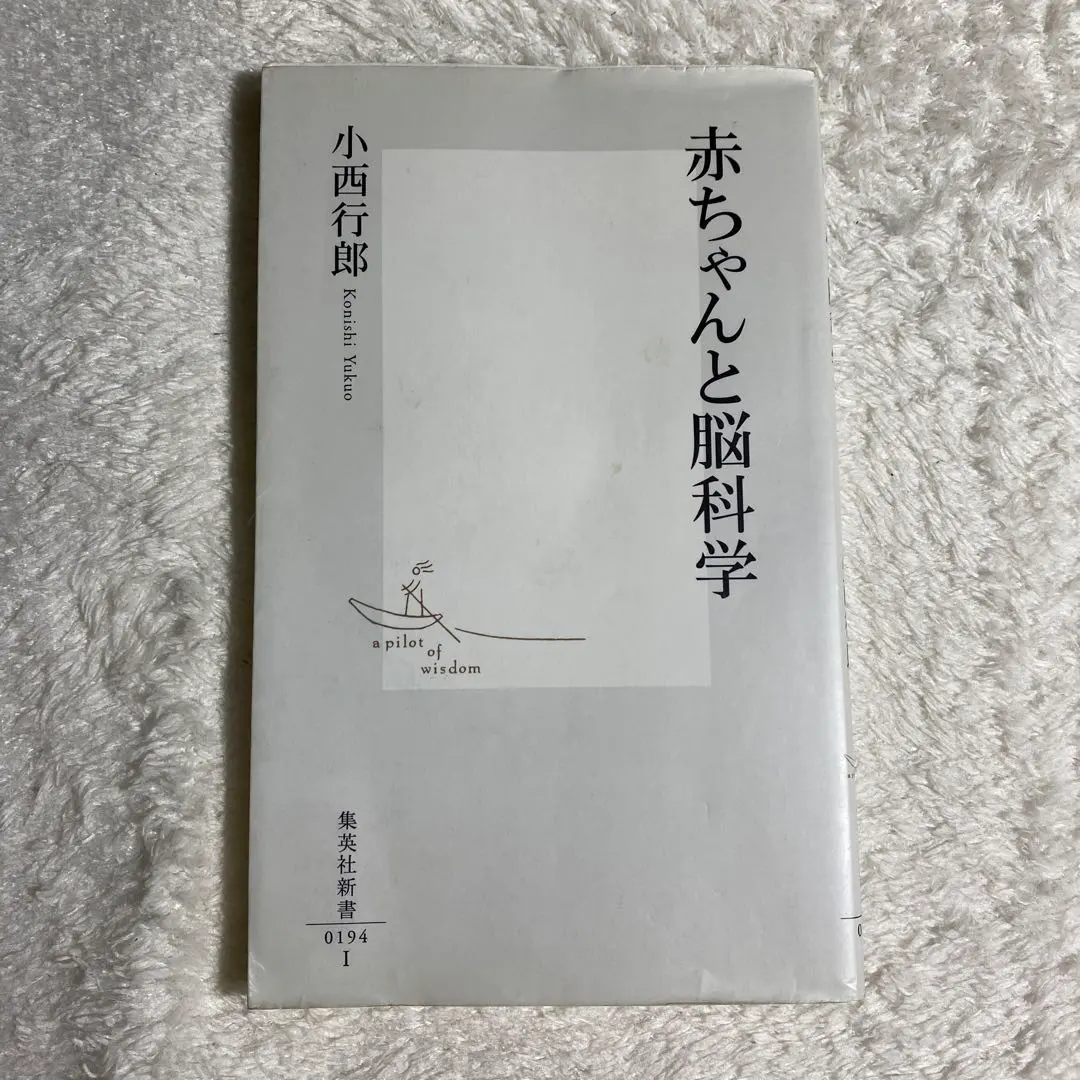 赤ちゃんと脳科学
小西行郎
Konishi Yukuo
a pilot
of
wisdom
集英社新書
0194
I